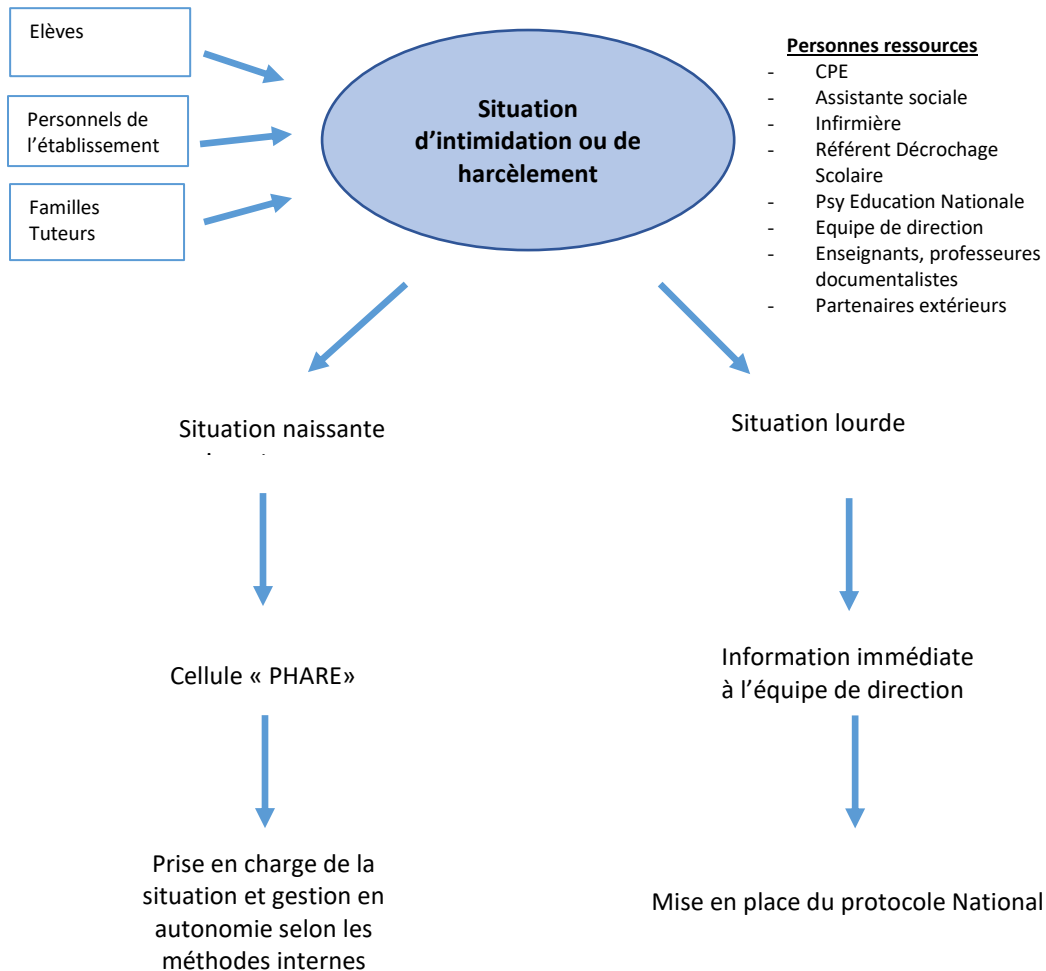 Elèves
Personnels de
l'établissement
Familles
Tuteurs
Situation
d'intimidation ou de
harcèlement
Personnes ressources
- CPE
- Assistante sociale
- Infirmière
- Référent Décrochage
Scolaire
- Psy Education Nationale
- Equipe de direction
- Enseignants, professeures
documentalistes
- Partenaires extérieurs
Situation naissante
Situation lourde
Cellule « PHARE»
Information immédiate
à l'équipe de direction
Prise en charge de la
situation et gestion en
autonomie selon les
méthodes internes
Mise en place du protocole National